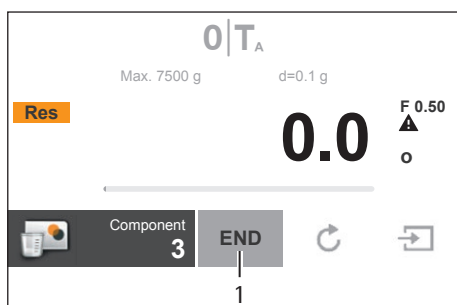 0|TA
Max. 7500 g d=0.1 g
Res
0.0
F 0.50
o
Component
3
END
1